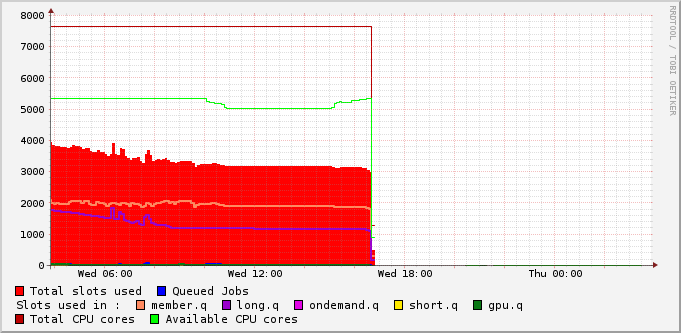 RRDTOOL / TOBI OETIKER
8000
7000
6000
5000
4000
3000
2000
1000
0
Wed 06:00 Wed 12:00 Wed 18:00 Thu 00:00
Total slots used Queued Jobs
Slots used in : member.q long.q ondemand.q short.q gpu.q
Total CPU cores Available CPU cores